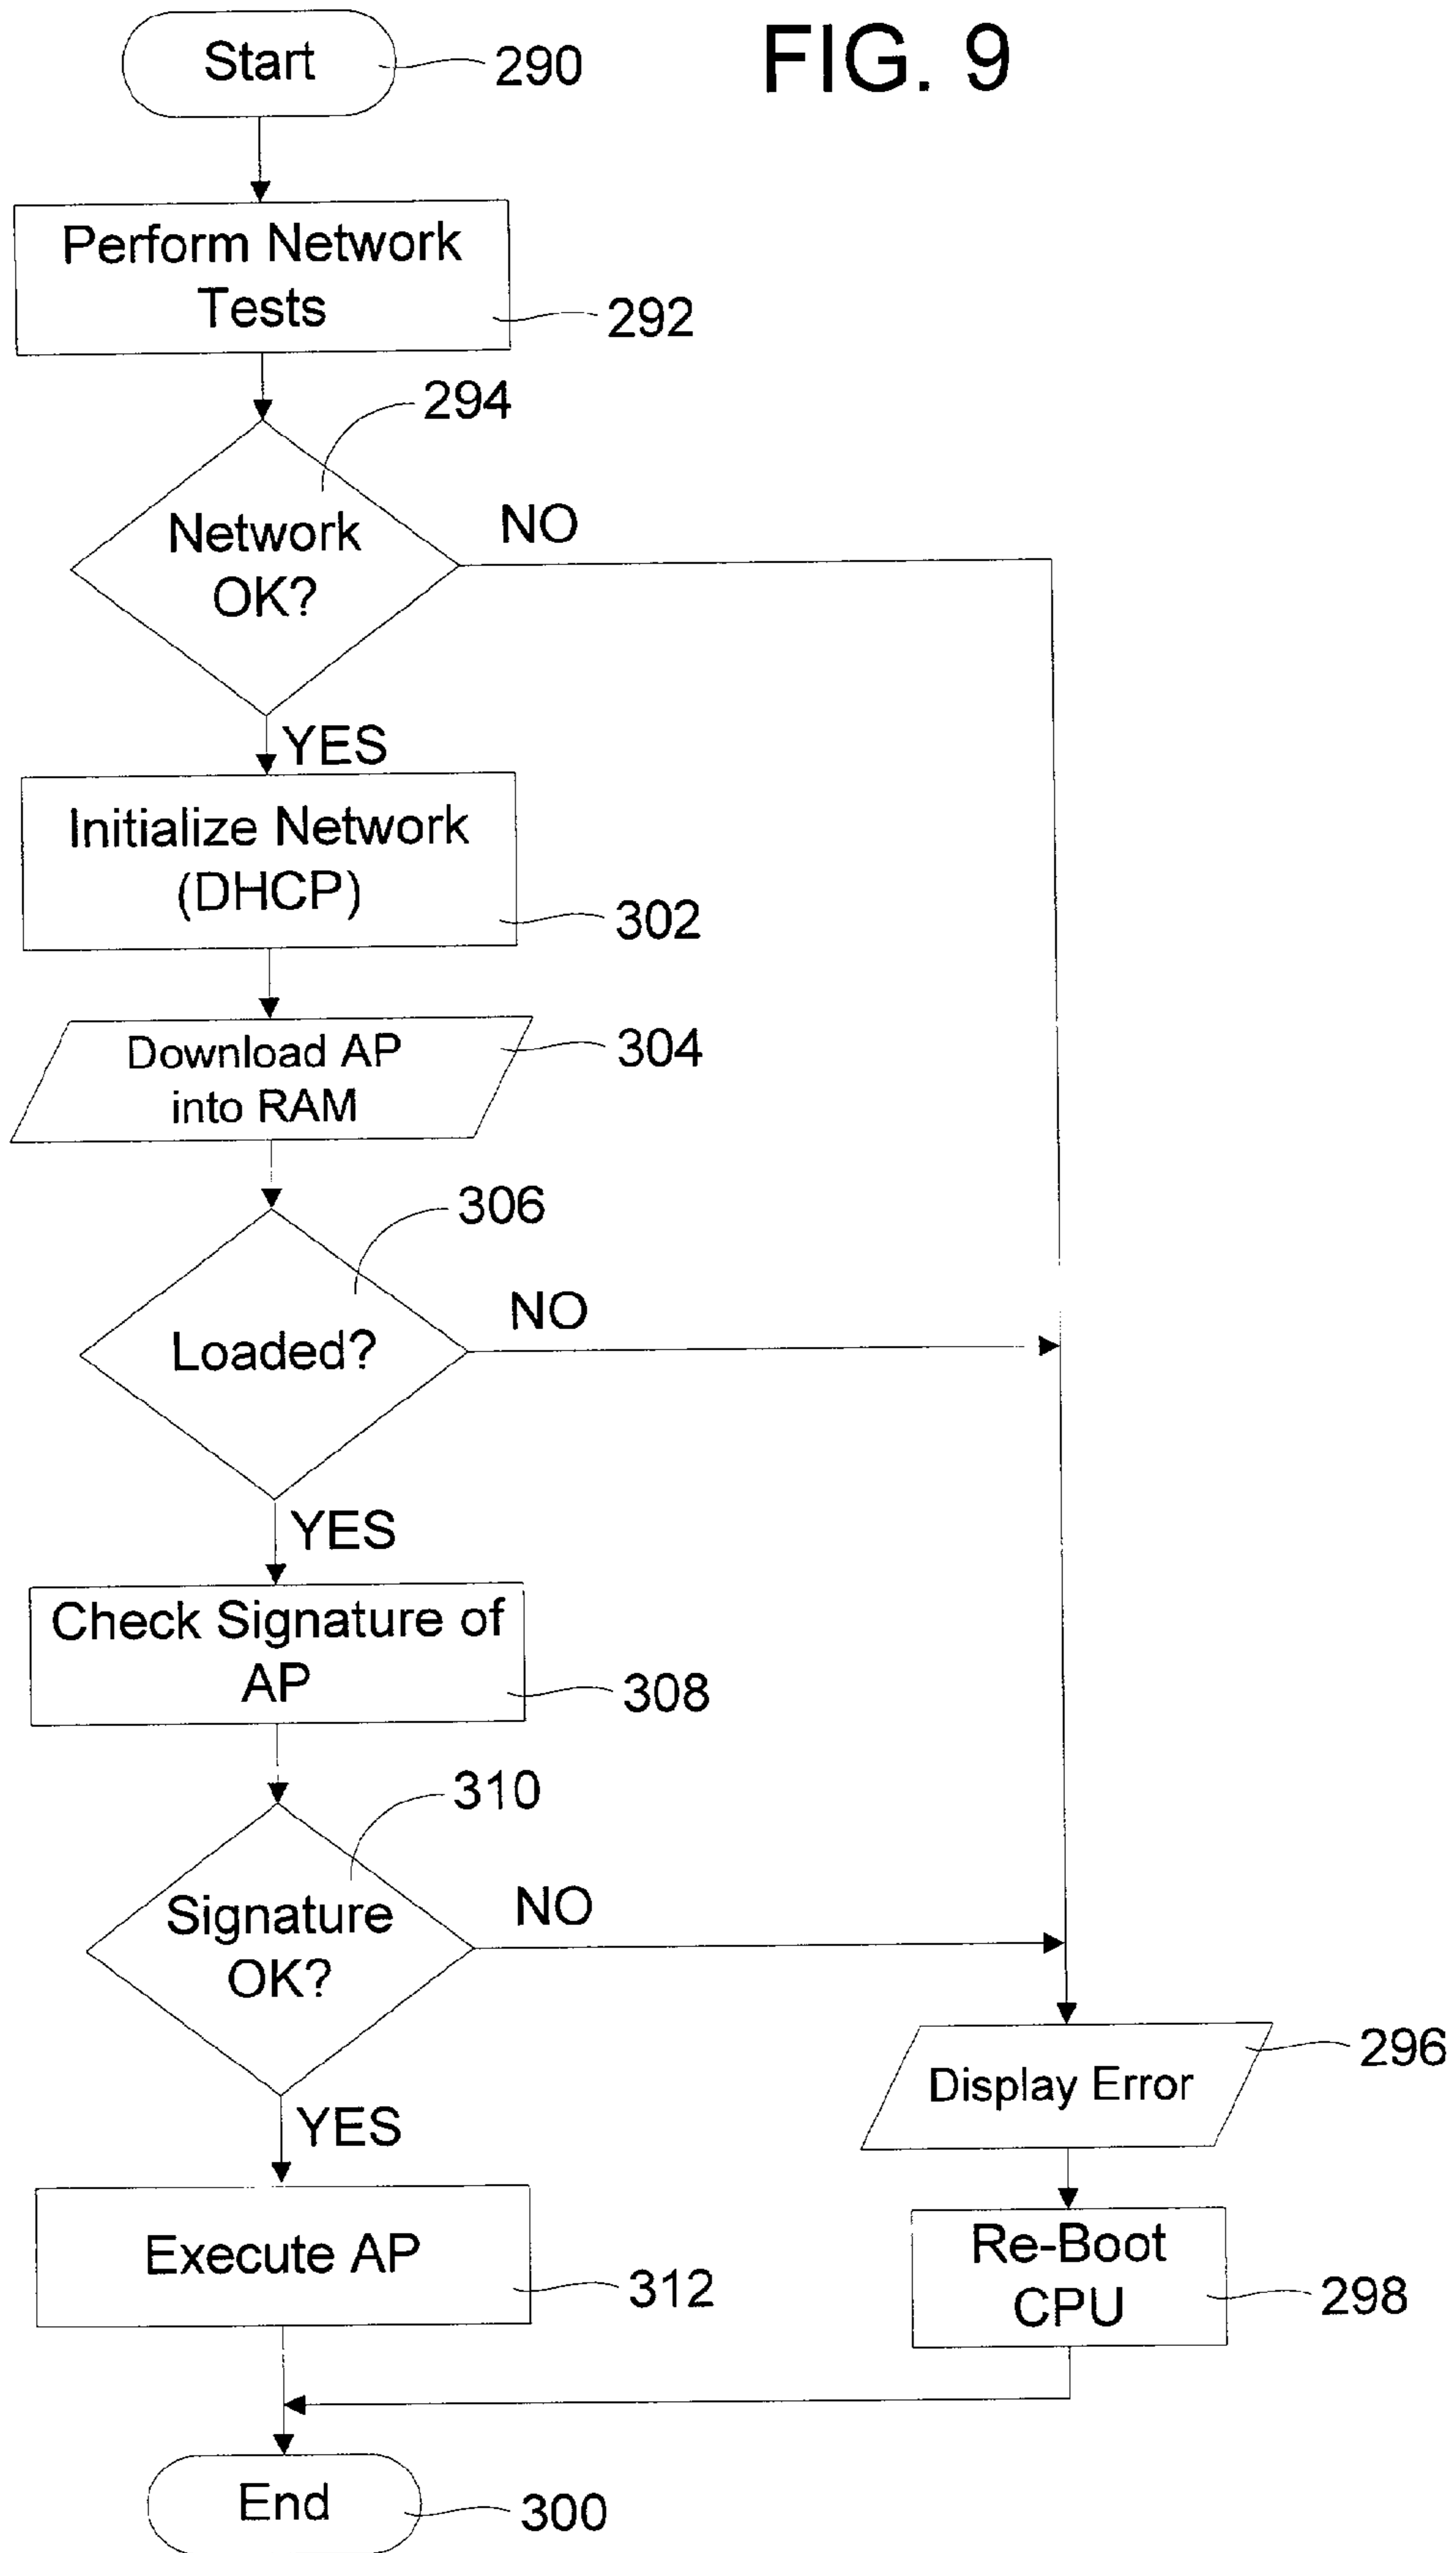 FIG. 9
Start
290
Perform Network
Tests
292
294
Network
OK?
NO
YES
Initialize Network
(DHCP)
302
Download AP
into RAM
304
306
Loaded?
NO
YES
Check Signature of
AP
308
310
Signature
OK?
NO
YES
Display Error
296
Execute AP
312
Re-Boot
CPU
298
End
300